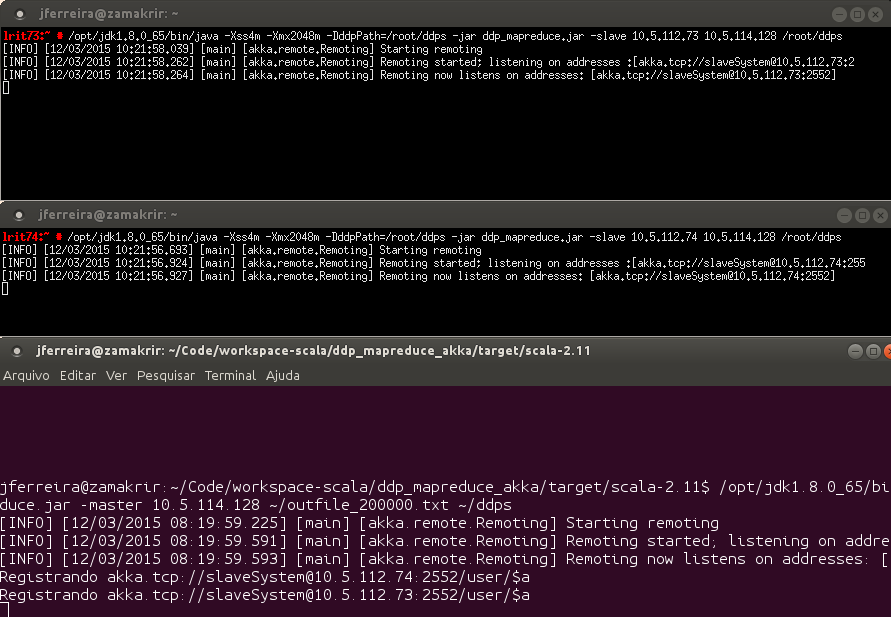 jferreira@zamakrir: ~
lrit73:~ # /opt/jdk1.8.0_65/bin/java -Xss4m -Xmx2048m -DddpPath=/root/ddps -jar ddp_mapreduce.jar -slave 10.5.112.73 10.5.114.128 /root/ddps
[INFO] [12/03/2015 10:21:58.039] [main] [akka.remote.Remoting] Starting remoting
[INFO] [12/03/2015 10:21:58.262] [main] [akka.remote.Remoting] Remoting started; listening on addresses :[akka.tcp://slaveSystem@10.5.112.73:2
[INFO] [12/03/2015 10:21:58.264] [main] [akka.remote.Remoting] Remoting now listens on addresses: [akka.tcp://slaveSystem@10.5.112.73:2552]
jferreira@zamakrir: ~
lrit74:~ # /opt/jdk1.8.0_65/bin/java -Xss4m -Xmx2048m -DddpPath=/root/ddps -jar ddp_mapreduce.jar -slave 10.5.112.74 10.5.114.128 /root/ddps
[INFO] [12/03/2015 10:21:56.693] [main] [akka.remote.Remoting] Starting remoting
[INFO] [12/03/2015 10:21:56.924] [main] [akka.remote.Remoting] Remoting started; listening on addresses :[akka.tcp://slaveSystem@10.5.112.74:255
[INFO] [12/03/2015 10:21:56.927] [main] [akka.remote.Remoting] Remoting now listens on addresses: [akka.tcp://slaveSystem@10.5.112.74:2552]
jferreira@zamakrir: ~/Code/workspace-scala/ddp_mapreduce_akka/target/scala-2.11
Arquivo Editar Ver Pesquisar Terminal Ajuda
jferreira@zamakrir:~/Code/workspace-scala/ddp_mapreduce_akka/target/scala-2.11$ /opt/jdk1.8.0_65/bi
duce.jar -master 10.5.114.128 ~/outfile_200000.txt ~/ddps
[INFO] [12/03/2015 08:19:59.225] [main] [akka.remote.Remoting] Starting remoting
[INFO] [12/03/2015 08:19:59.591] [main] [akka.remote.Remoting] Remoting started; listening on addre
[INFO] [12/03/2015 08:19:59.593] [main] [akka.remote.Remoting] Remoting now listens on addresses: [
Registrando akka.tcp://slaveSystem@10.5.112.74:2552/user/$a
Registrando akka.tcp://slaveSystem@10.5.112.73:2552/user/$a